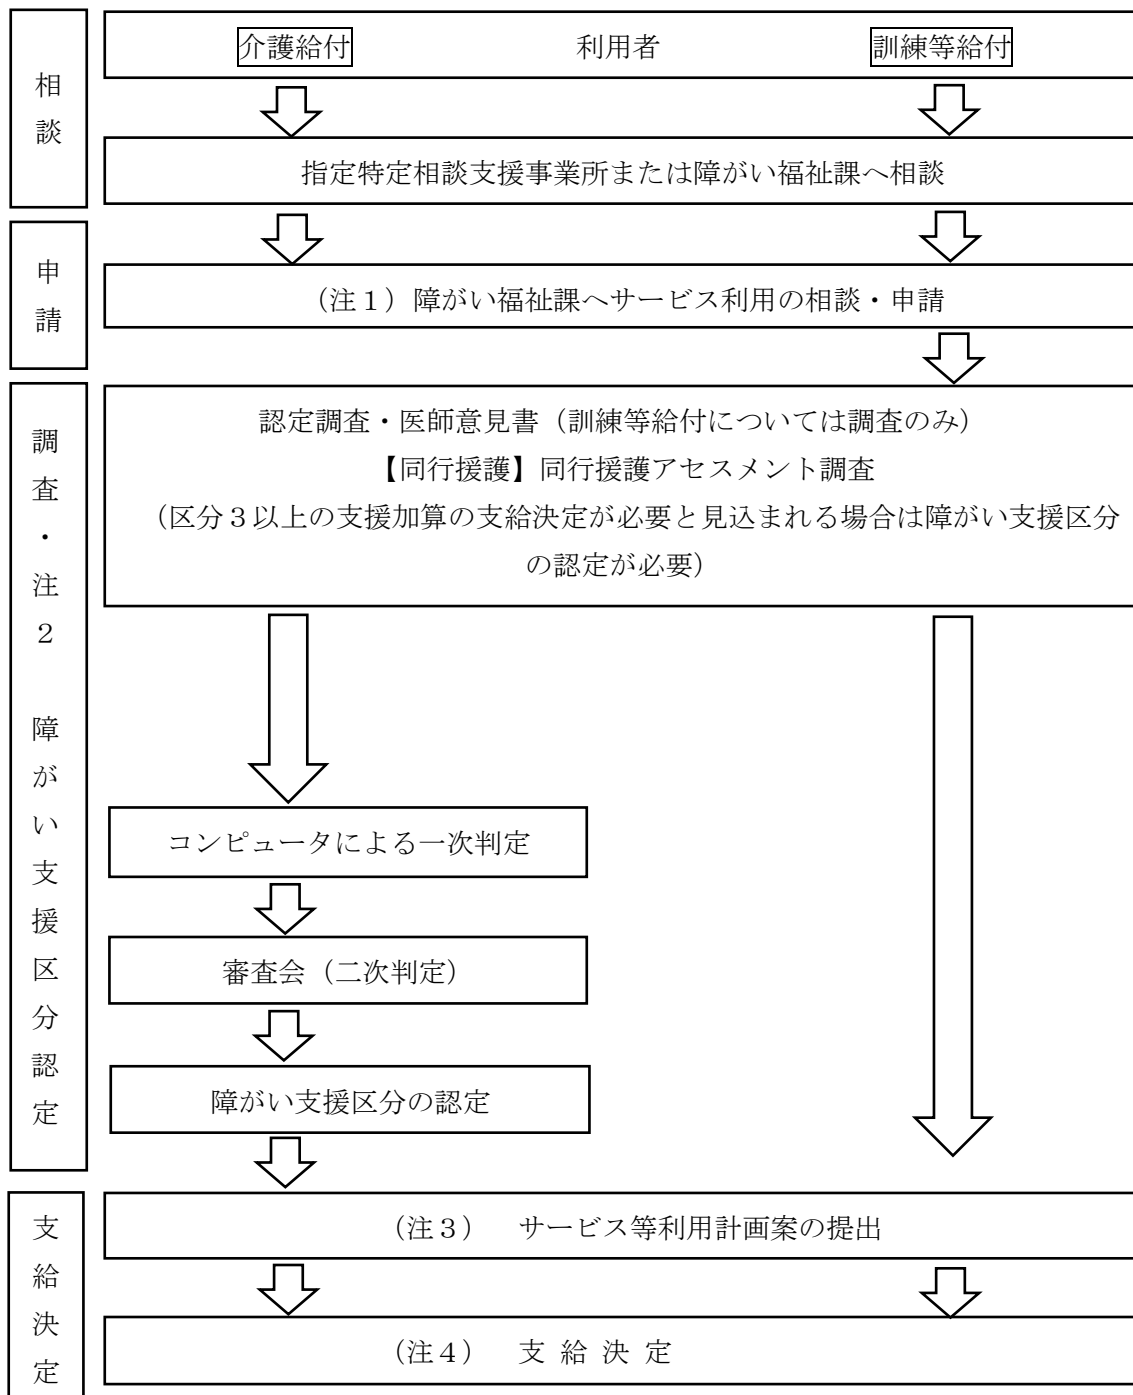 相談
介護給付 利用者 訓練等給付
指定特定相談支援事業所または障がい福祉課へ相談
申請
（注１）障がい福祉課へサービス利用の相談・申請
調査・注２ 障がい支援区分認定
認定調査・医師意見書（訓練等給付については調査のみ）
【同行援護】同行援護アセスメント調査
（区分３以上の支援加算の支給決定が必要と見込まれる場合は障がい支援区分
の認定が必要）
コンピュータによる一次判定
審査会（二次判定）
障がい支援区分の認定
支給決定
（注３） サービス等利用計画案の提出
（注４） 支 給 決 定